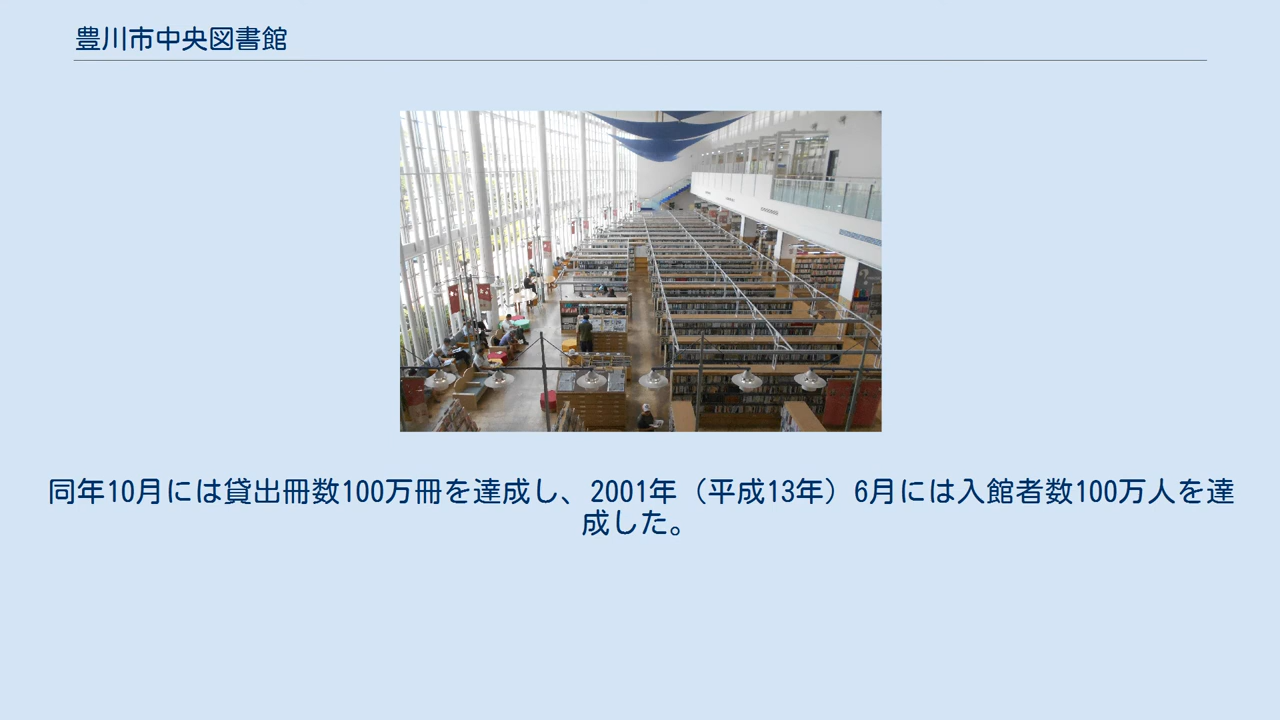 豊川市中央図書館
同年10月には貸出冊数100万冊を達成し、2001年（平成13年）6月には入館者数100万人を達
成した。